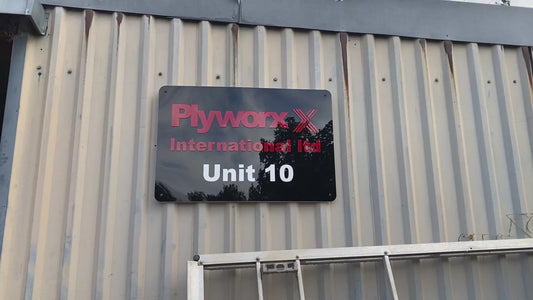 Plyworx X
International ltd
Unit 10